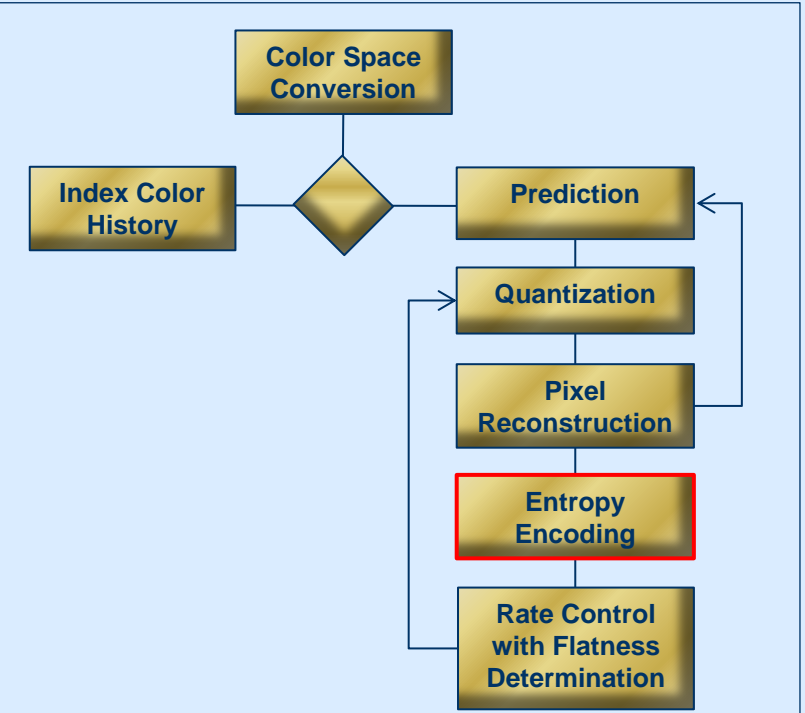 Color Space
Conversion
Index Color
History
Prediction
Quantization
Pixel
Reconstruction
Entropy
Encoding
Rate Control
with Flatness
Determination